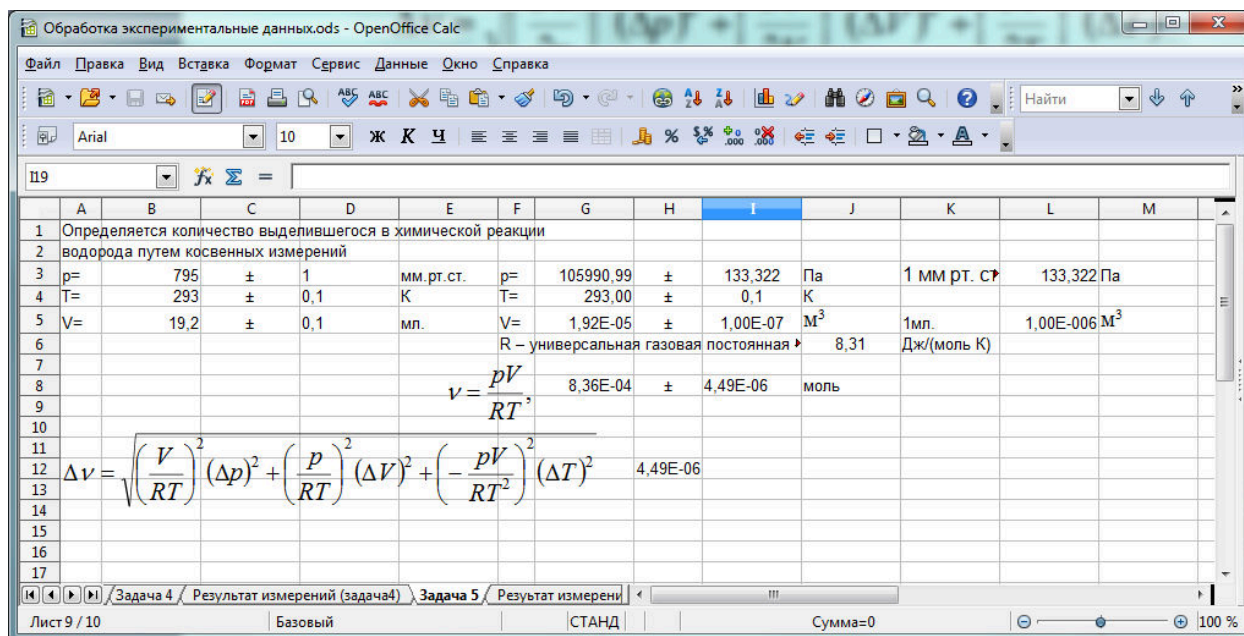 Обработка экспериментальные данных.ods - OpenOffice Calc
Файл Правка Вид Вставка Формат Сервис Данные Окно Справка
ABC ABC Найти
Arial 10 Ж К Ч
I19 fx Σ =
A B C D E F G H I J K L M
1 Определяется количество выделившегося в химической реакции
2 водорода путем косвенных измерений
3 p= 795 ± 1 мм.рт.ст. p= 105990,99 ± 133,322 Па 1 мм рт. ст 133,322 Па
4 T= 293 ± 0,1 К T= 293,00 ± 0,1 К
5 V= 19,2 ± 0,1 мл. V= 1,92E-05 ± 1,00E-07 М³ 1мл. 1,00E-006 М³
6 R – универсальная газовая постоянная 8,31 Дж/(моль К)
7
8 ν = pV/RT, 8,36E-04 ± 4,49E-06 моль
9
10
11
12 Δν = √((V/RT)²(Δp)² + (p/RT)²(ΔV)² + (−pV/RT²)²(ΔT)²) 4,49E-06
13
14
15
16
17
Задача 4 Результат измерений (задача4) Задача 5 Резуьтат измерени
Лист 9 / 10 Базовый СТАНД Сумма=0 100 %